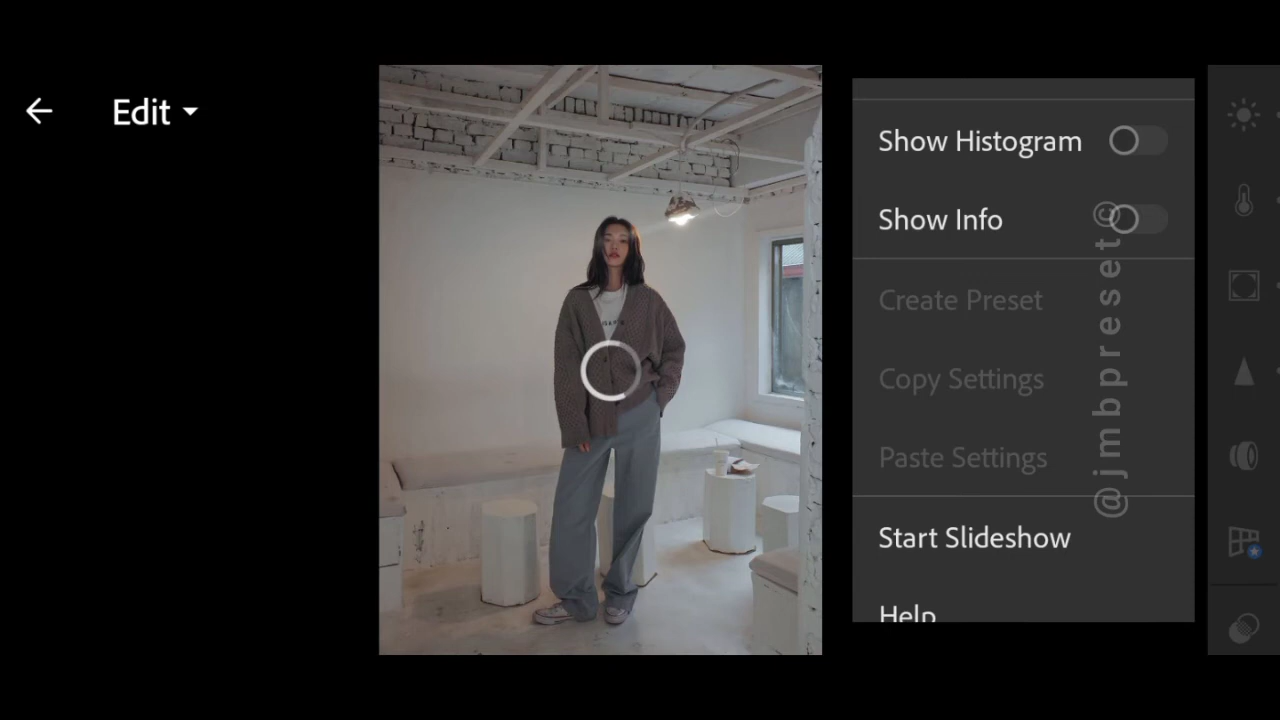 Edit
Show Histogram
Show Info
Create Preset
Copy Settings
Paste Settings
Start Slideshow
Help
@jmbpreset©